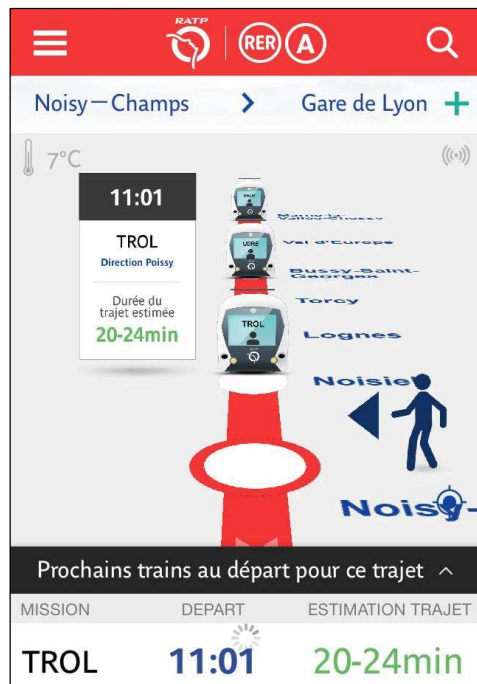 RATP
RER A
Noisy—Champs > Gare de Lyon +
7°C
11:01
TROL
Direction Poissy
Durée du
trajet estimée
20-24min
UDRE
Val d'Europe
Bussy-Saint-
Georges
Torcy
TROL
Lognes
Noisiel
Noisy-
Prochains trains au départ pour ce trajet
MISSION DEPART ESTIMATION TRAJET
TROL 11:01 20-24min